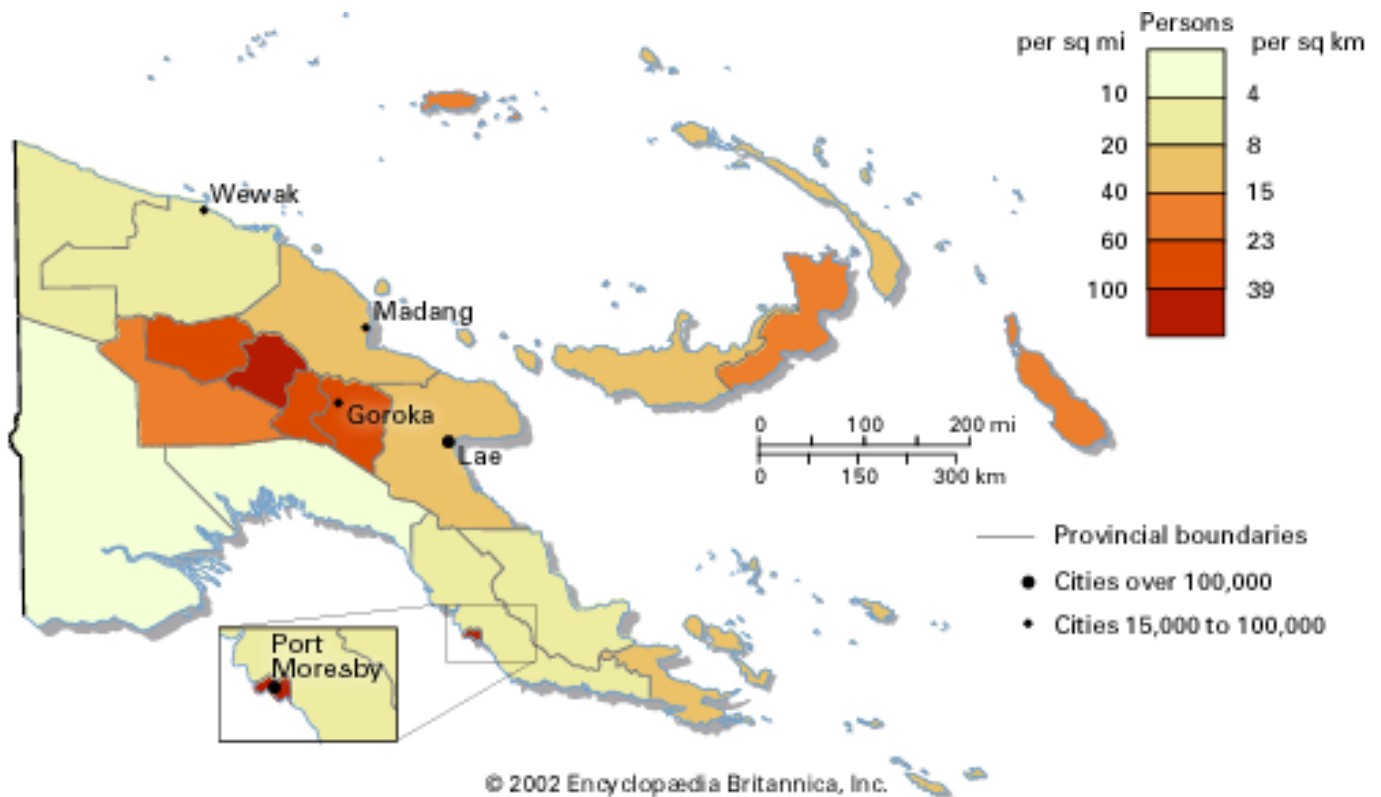 Persons
per sq mi per sq km
10 4
20 8
40 15
60 23
100 39
Wewak
Madang
Goroka
Lae
0 100 200 mi
0 150 300 km
Provincial boundaries
Cities over 100,000
Cities 15,000 to 100,000
Port
Moresby
© 2002 Encyclopædia Britannica, Inc.